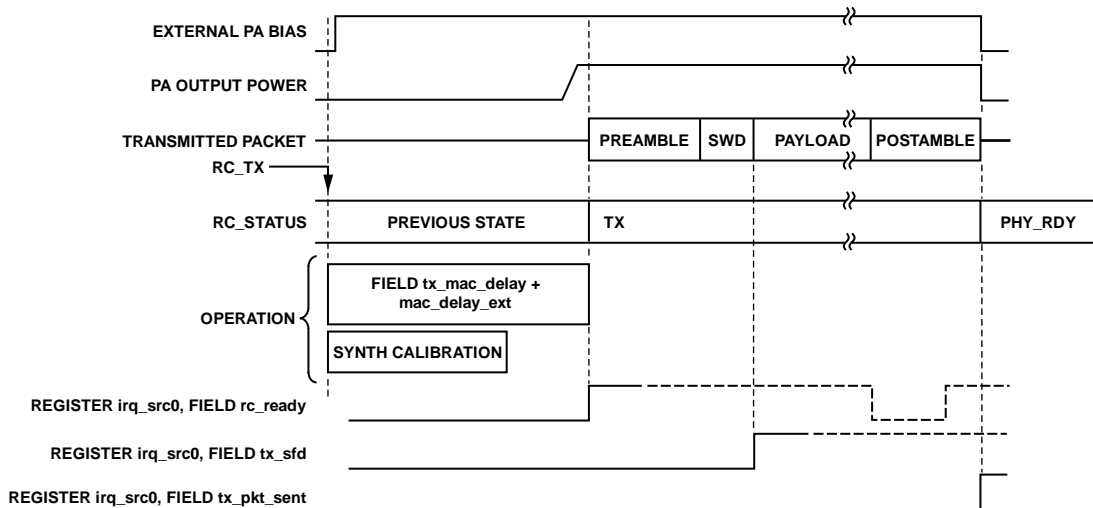 EXTERNAL PA BIAS
PA OUTPUT POWER
TRANSMITTED PACKET
PREAMBLE
SWD
PAYLOAD
POSTAMBLE
RC_TX
RC_STATUS
PREVIOUS STATE
TX
PHY_RDY
OPERATION
FIELD tx_mac_delay +
mac_delay_ext
SYNTH CALIBRATION
REGISTER irq_src0, FIELD rc_ready
REGISTER irq_src0, FIELD tx_sfd
REGISTER irq_src0, FIELD tx_pkt_sent